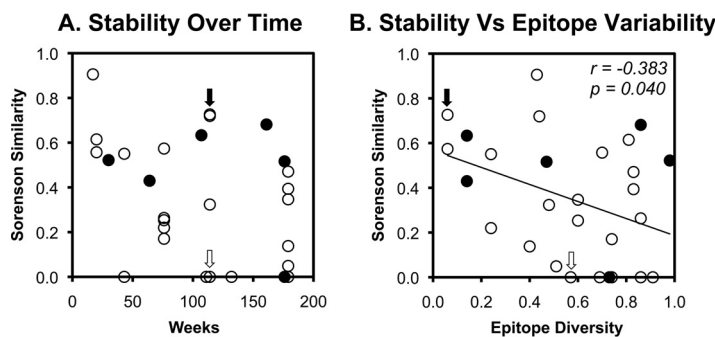 A. Stability Over Time
Sorenson Similarity
1.0
0.8
0.6
0.4
0.2
0.0
0 50 100 150 200
Weeks
B. Stability Vs Epitope Variability
Sorenson Similarity
1.0
0.8
0.6
0.4
0.2
0.0
r = -0.383
p = 0.040
0.0 0.2 0.4 0.6 0.8 1.0
Epitope Diversity